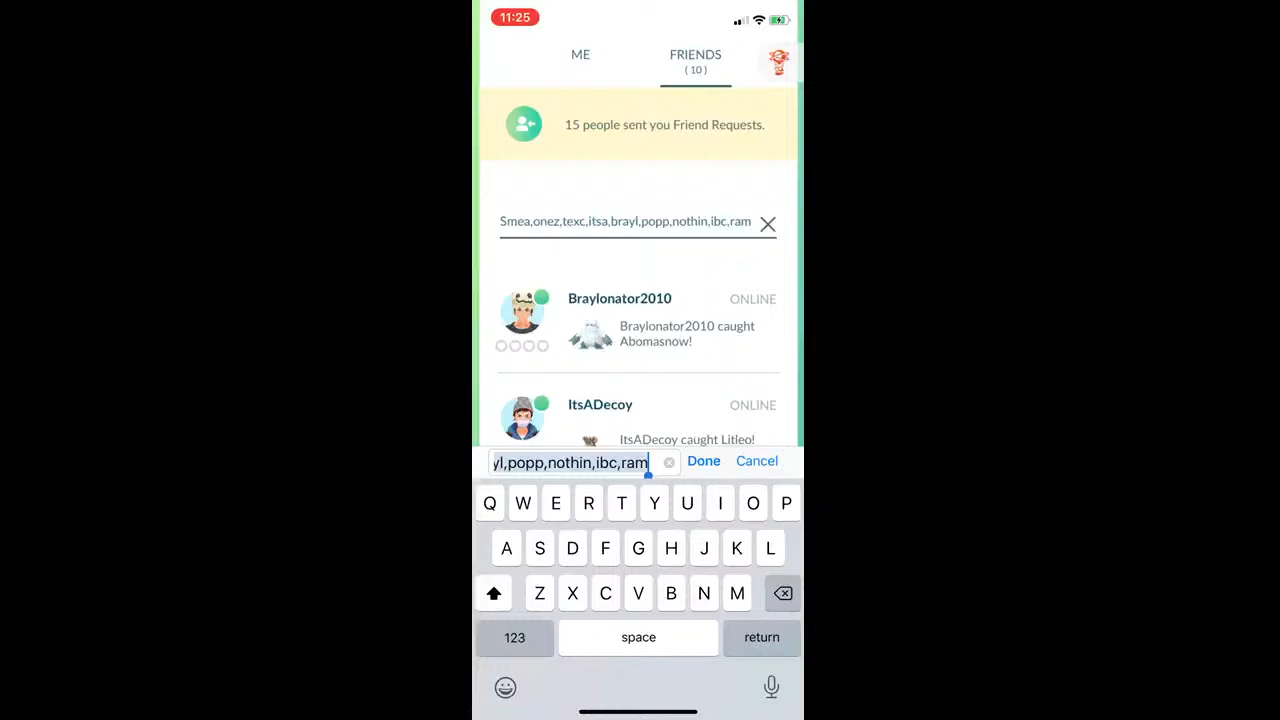 11:25
ME
FRIENDS
( 10 )
15 people sent you Friend Requests.
Smea,onez,texc,itsa,brayl,popp,nothin,ibc,ram
Braylonator2010
ONLINE
Braylonator2010 caught
Abomasnow!
ItsADecoy
ONLINE
ItsADecoy caught Litleo!
yl,popp,nothin,ibc,ram
Done
Cancel
Q W E R T Y U I O P
A S D F G H J K L
Z X C V B N M
123
space
return